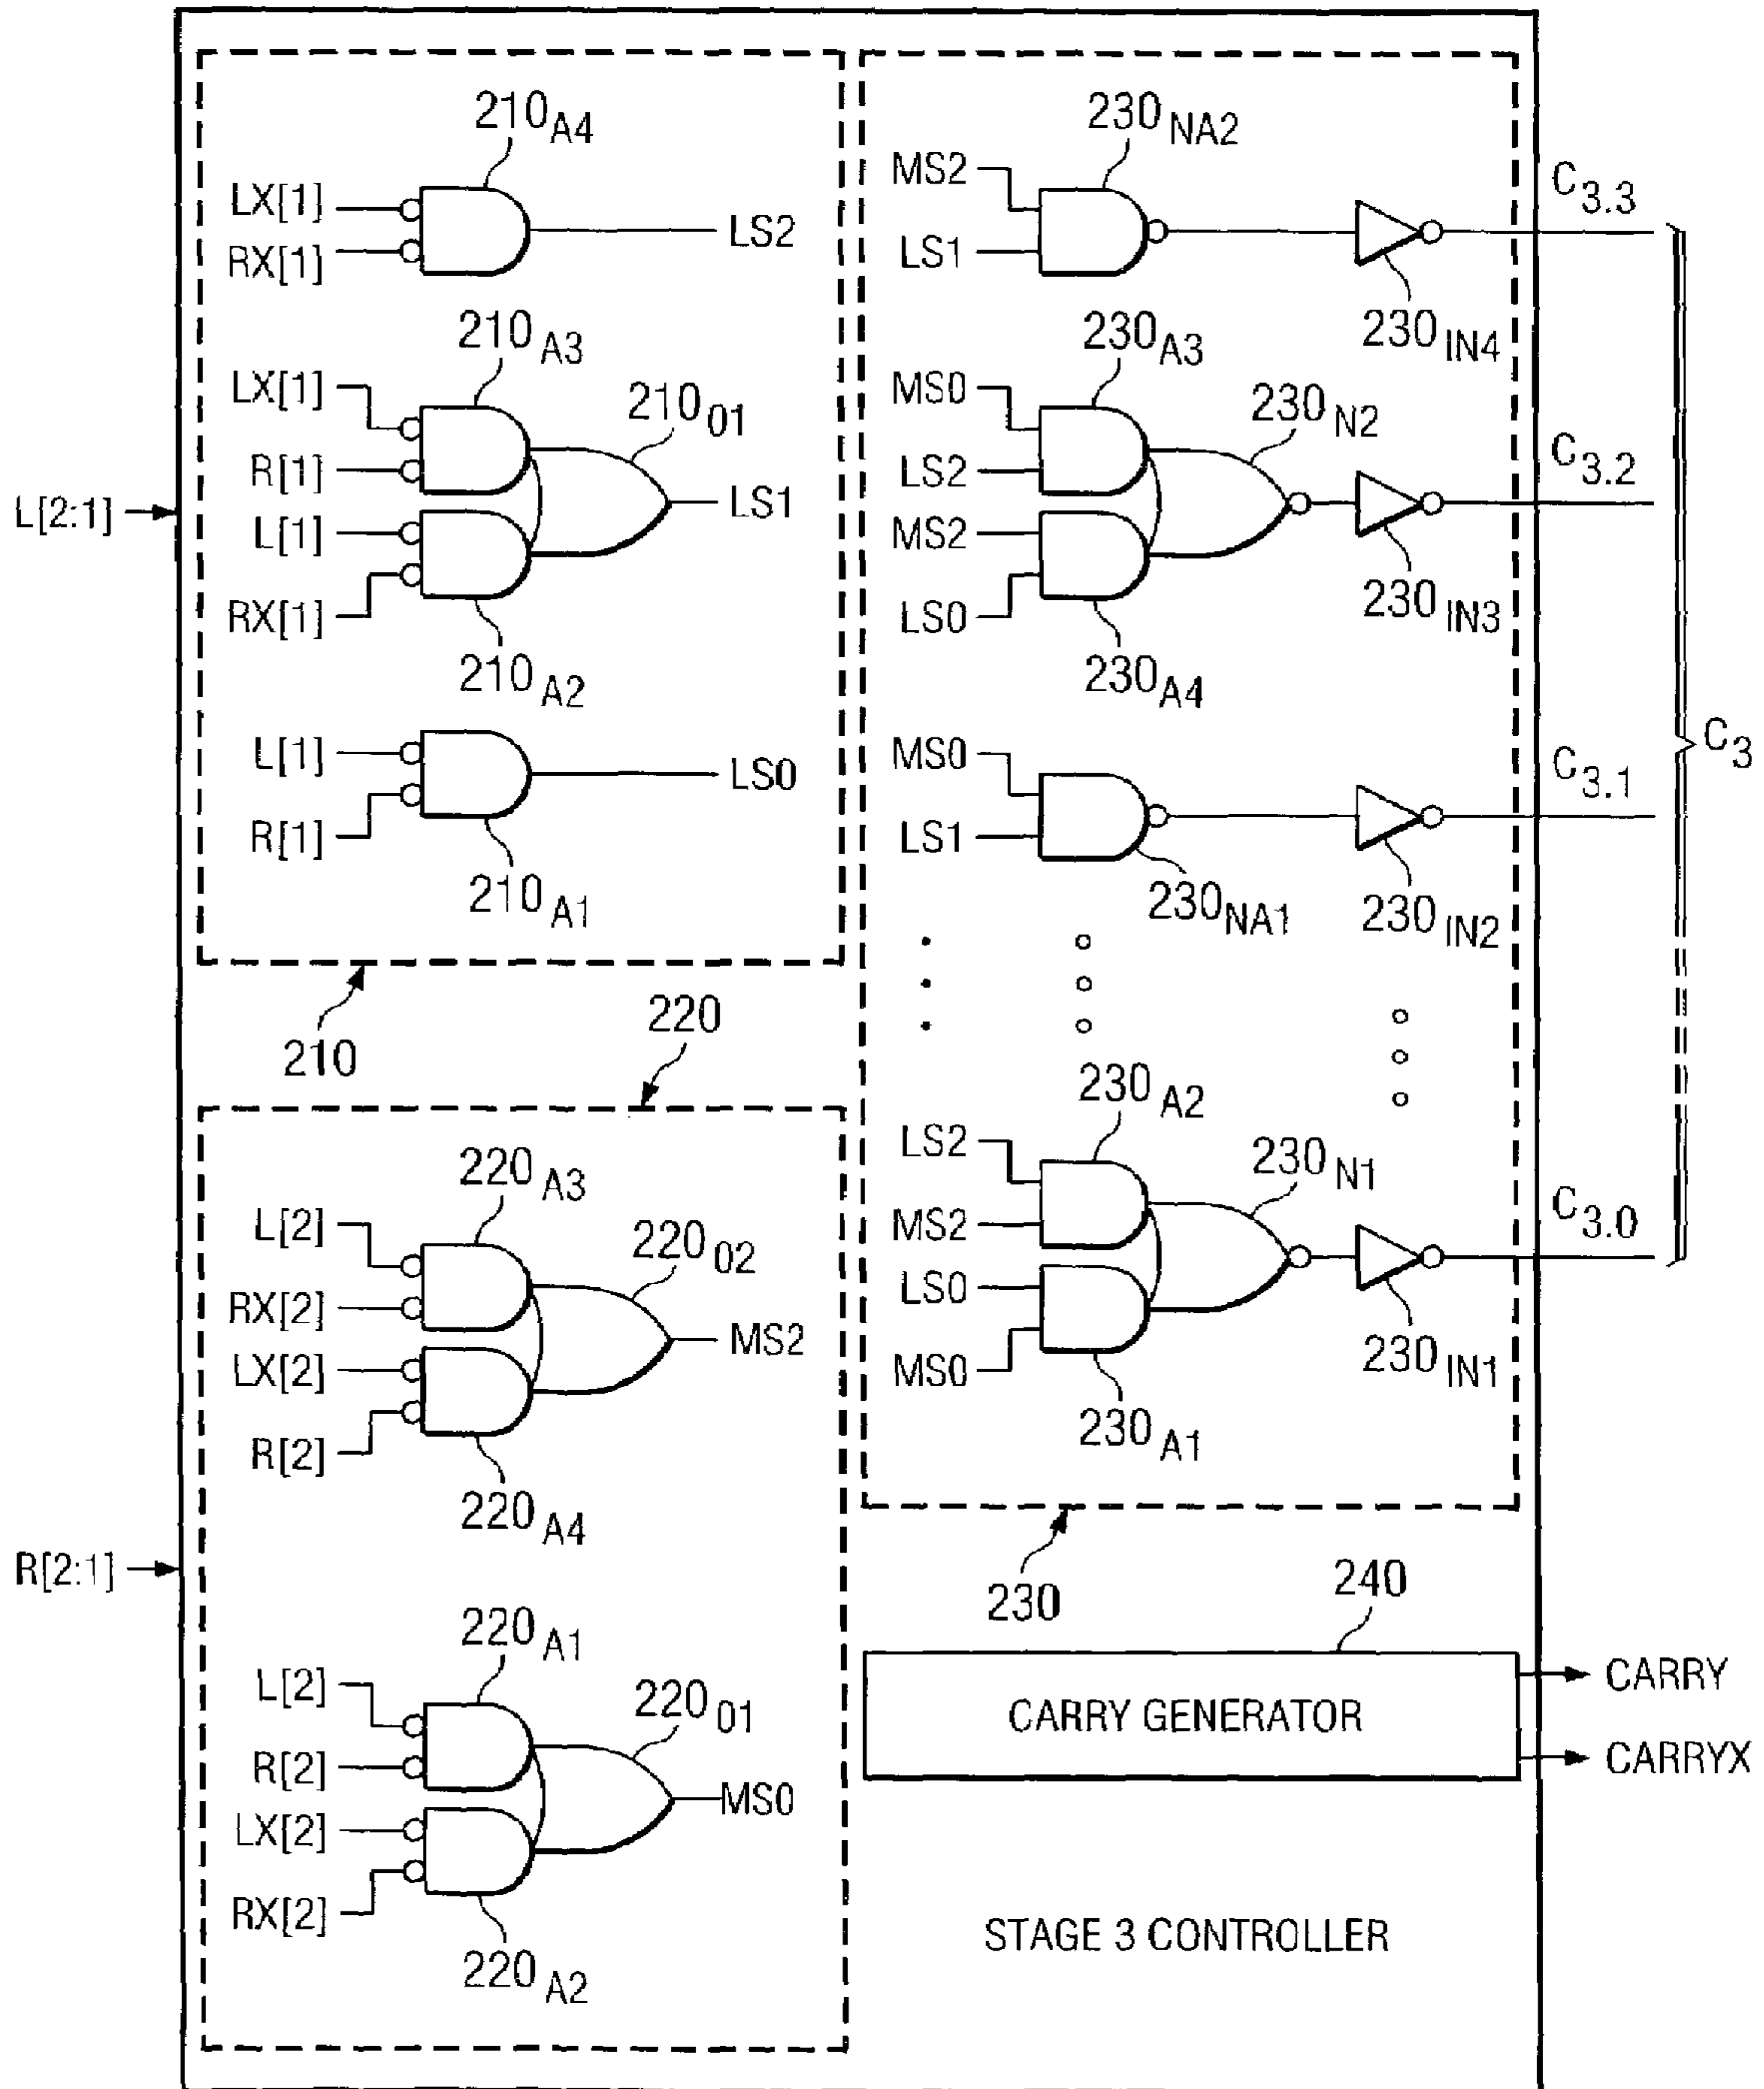 L[2:1]
R[2:1]
210A4
LX[1]
RX[1]
LS2
210A3
LX[1]
R[1]
210O1
LS1
L[1]
RX[1]
210A2
L[1]
R[1]
LS0
210A1
210
220
220A3
L[2]
RX[2]
220O2
MS2
LX[2]
R[2]
220A4
220A1
L[2]
R[2]
220O1
MS0
LX[2]
RX[2]
220A2
230NA2
MS2
LS1
230IN4
C3.3
230A3
MS0
LS2
230N2
C3.2
MS2
LS0
230IN3
230A4
MS0
LS1
C3.1
C3
230NA1
230IN2
230A2
LS2
MS2
230N1
C3.0
LS0
MS0
230IN1
230A1
230
240
CARRY GENERATOR
CARRY
CARRYX
STAGE 3 CONTROLLER